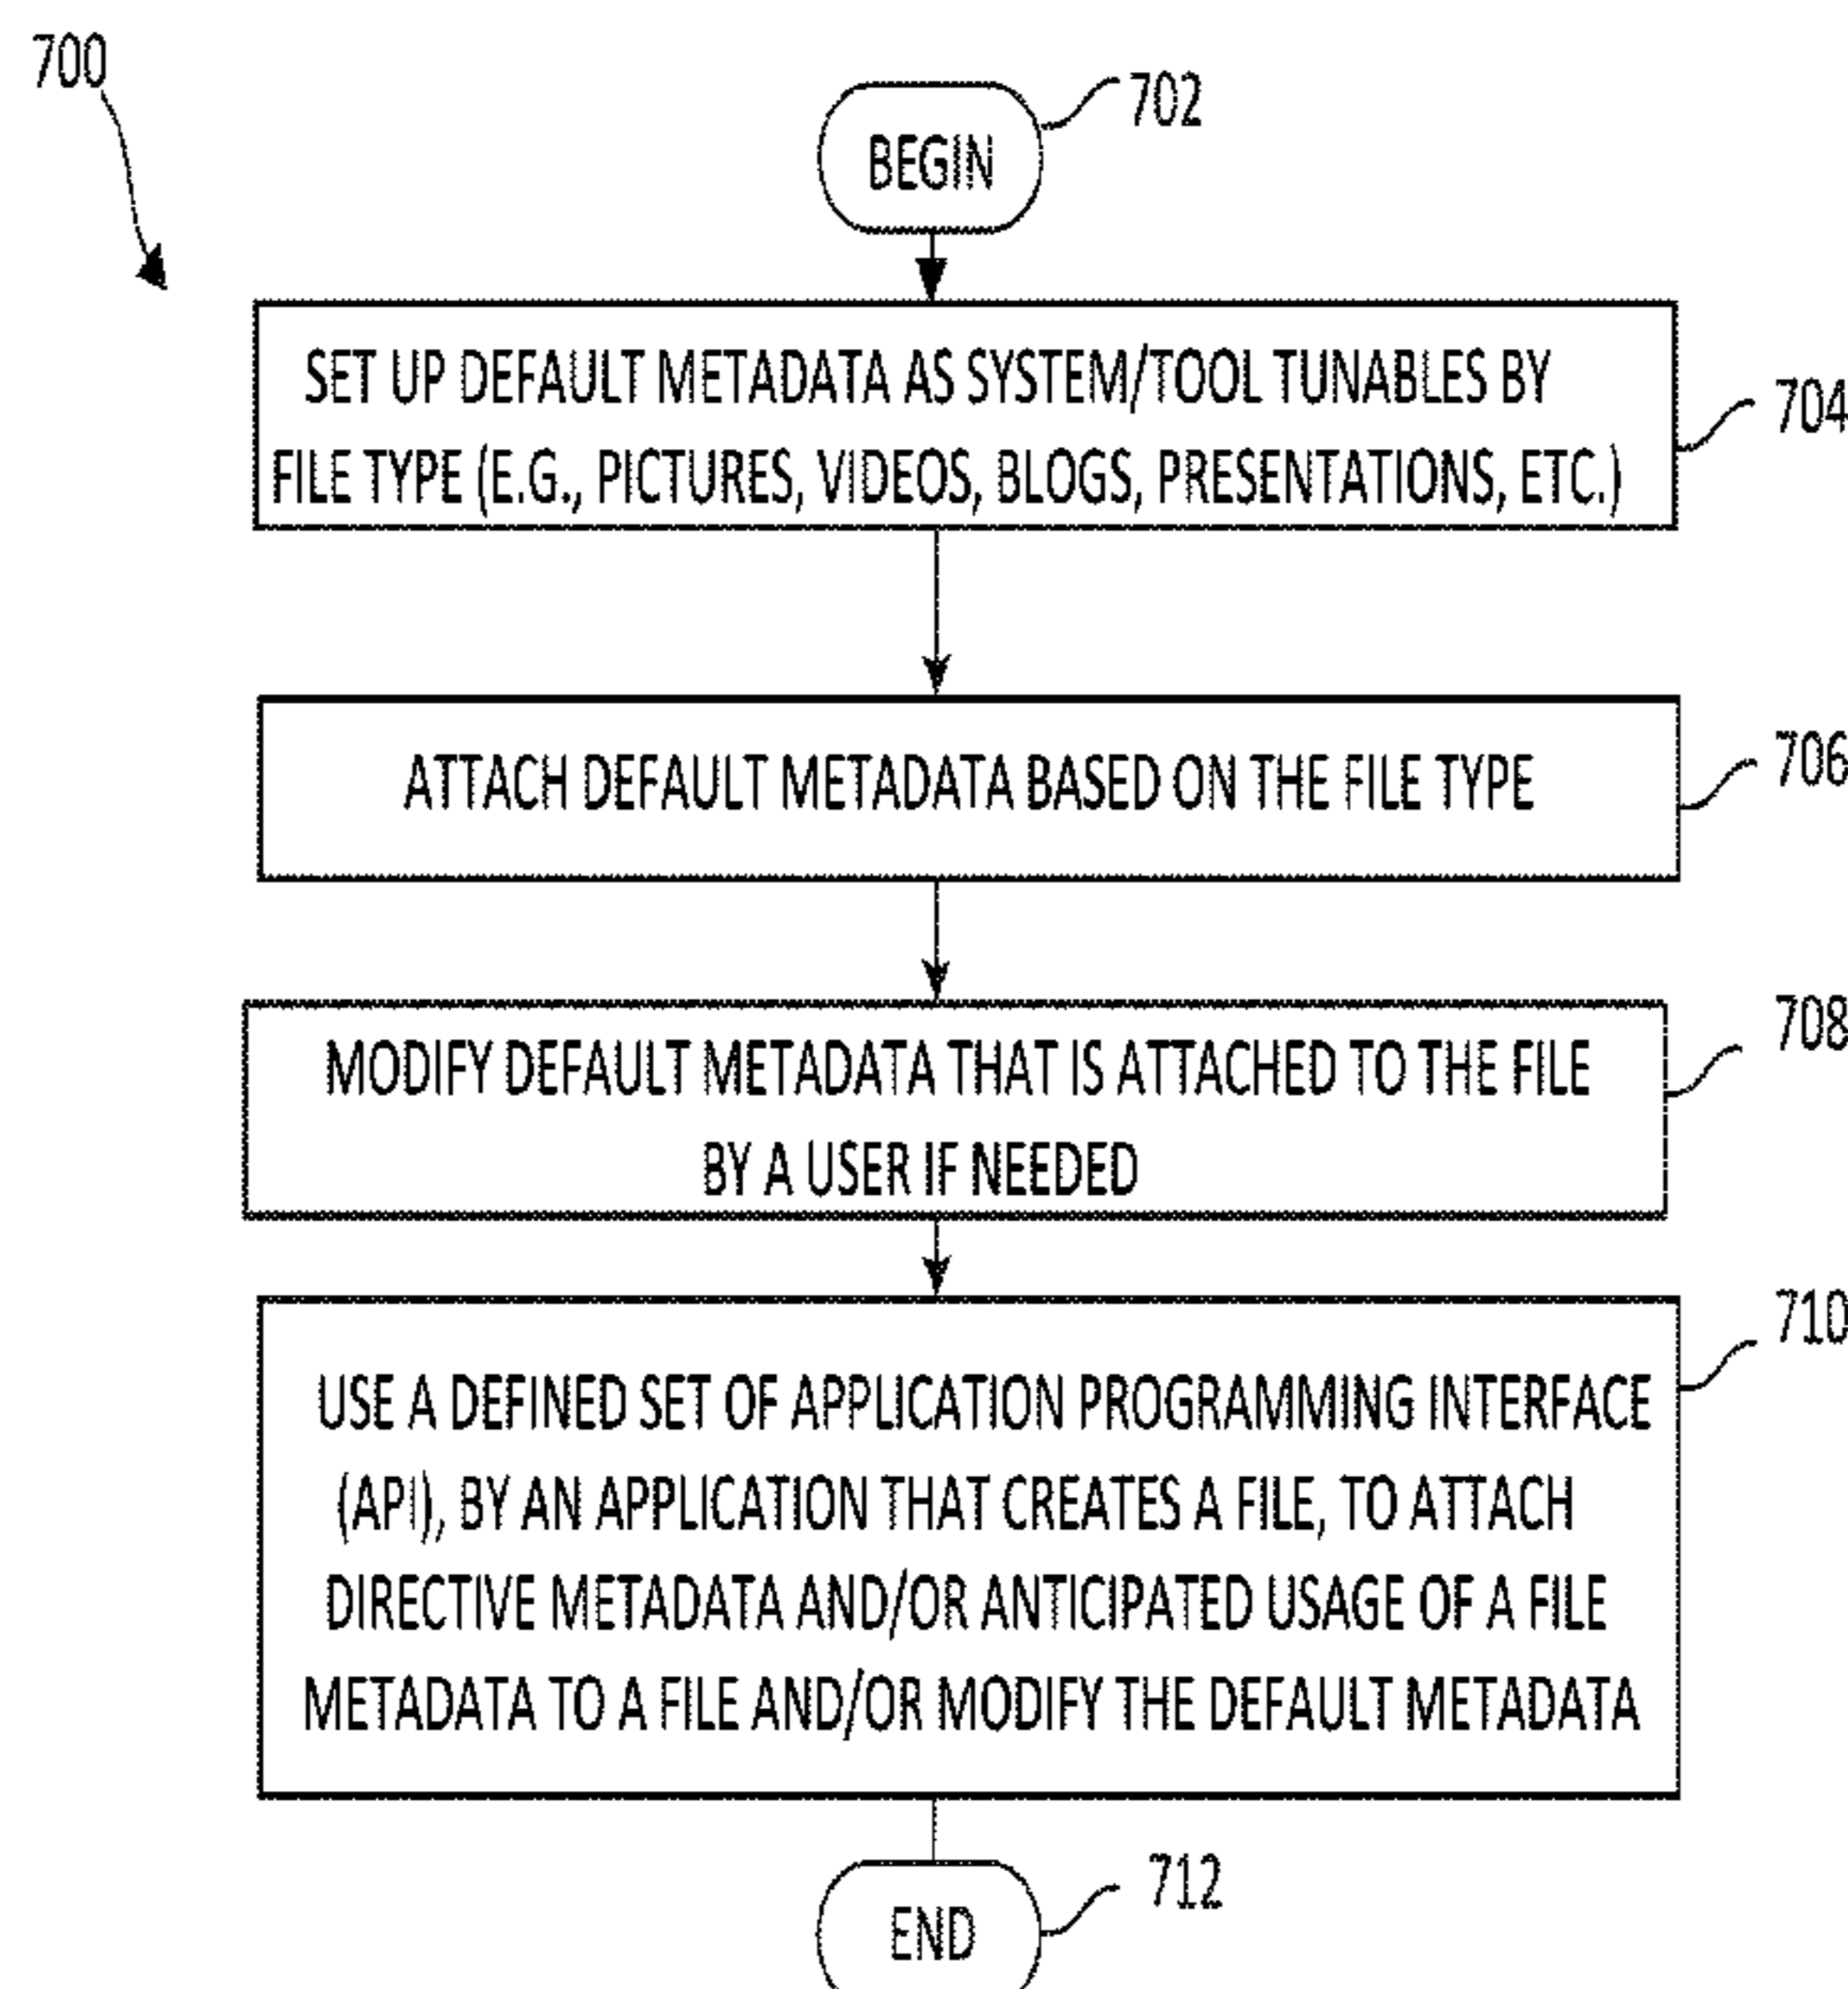 700
702
BEGIN
SET UP DEFAULT METADATA AS SYSTEM/TOOL TUNABLES BY
FILE TYPE (E.G., PICTURES, VIDEOS, BLOGS, PRESENTATIONS, ETC.)
704
ATTACH DEFAULT METADATA BASED ON THE FILE TYPE
706
MODIFY DEFAULT METADATA THAT IS ATTACHED TO THE FILE
BY A USER IF NEEDED
708
USE A DEFINED SET OF APPLICATION PROGRAMMING INTERFACE
(API), BY AN APPLICATION THAT CREATES A FILE, TO ATTACH
DIRECTIVE METADATA AND/OR ANTICIPATED USAGE OF A FILE
METADATA TO A FILE AND/OR MODIFY THE DEFAULT METADATA
710
712
END